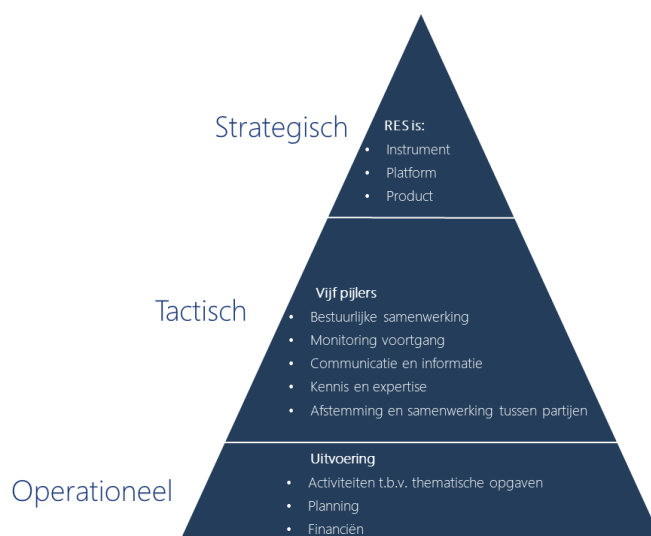 Strategisch
RES is:
• Instrument
• Platform
• Product
Tactisch
Vijf pijlers
• Bestuurlijke samenwerking
• Monitoring voortgang
• Communicatie en informatie
• Kennis en expertise
• Afstemming en samenwerking tussen partijen
Operationeel
Uitvoering
• Activiteiten t.b.v. thematische opgaven
• Planning
• Financiën